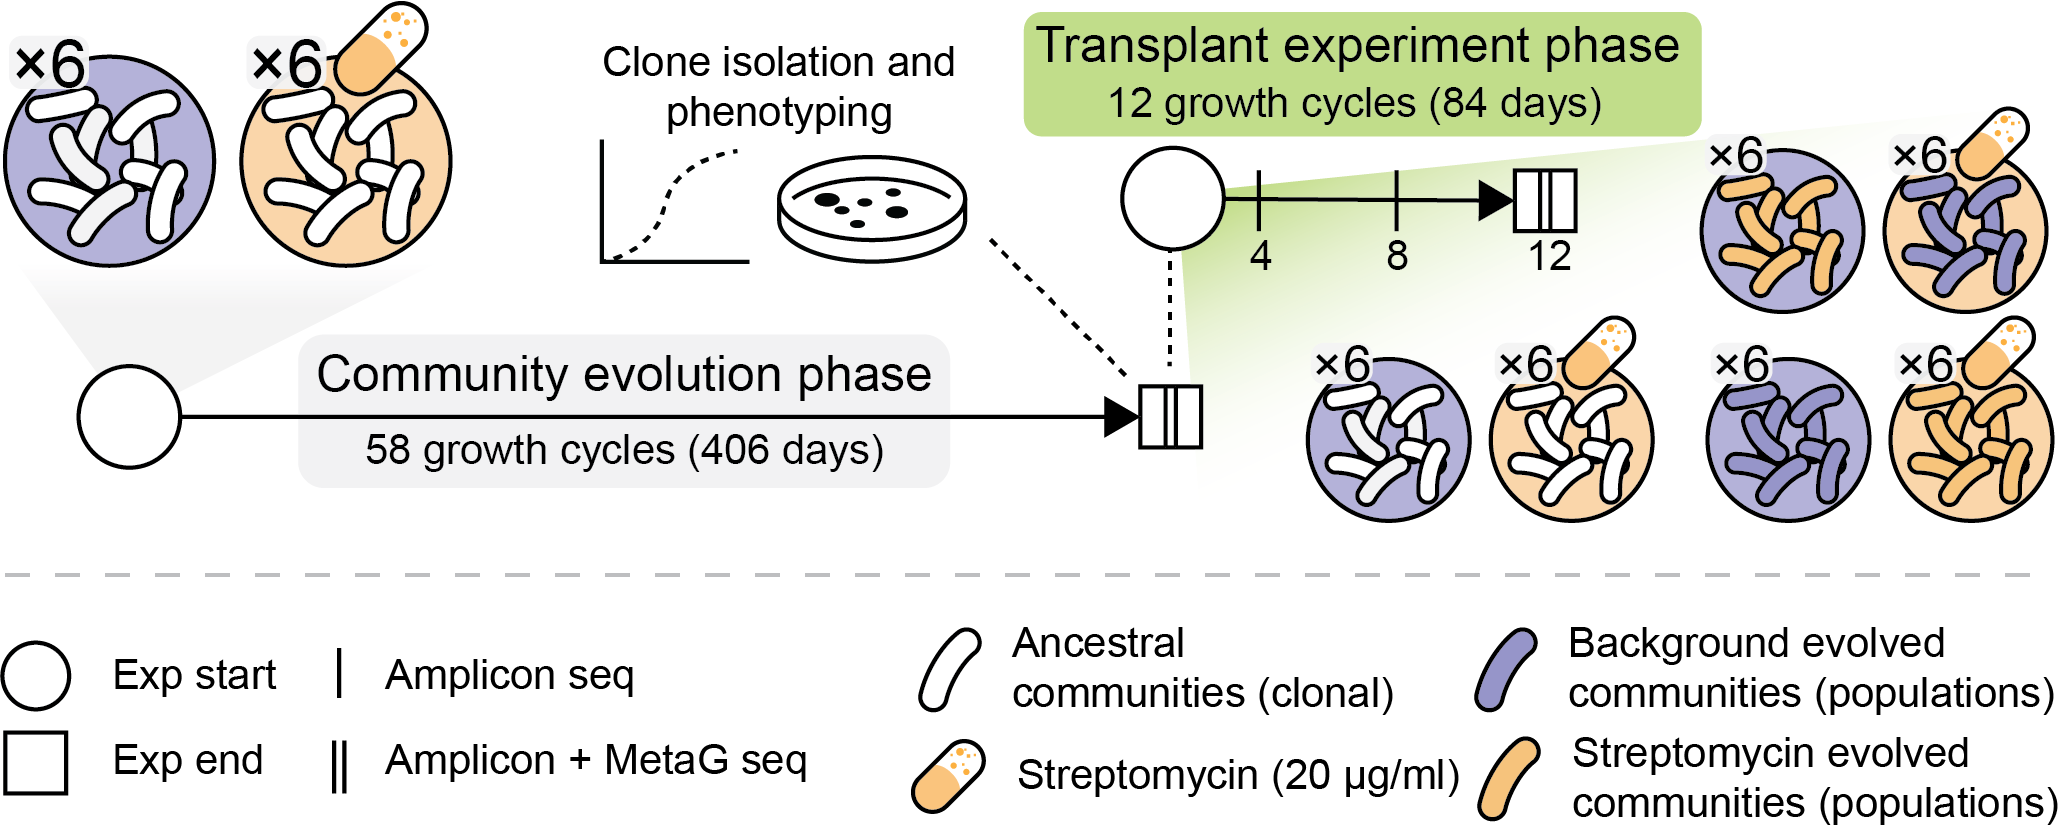 ×6
×6
Clone isolation and
phenotyping
Transplant experiment phase
12 growth cycles (84 days)
4
8
12
×6
×6
×6
×6
×6
×6
Community evolution phase
58 growth cycles (406 days)
Exp start
Amplicon seq
Exp end
Amplicon + MetaG seq
Ancestral
communities (clonal)
Streptomycin (20 µg/ml)
Background evolved
communities (populations)
Streptomycin evolved
communities (populations)